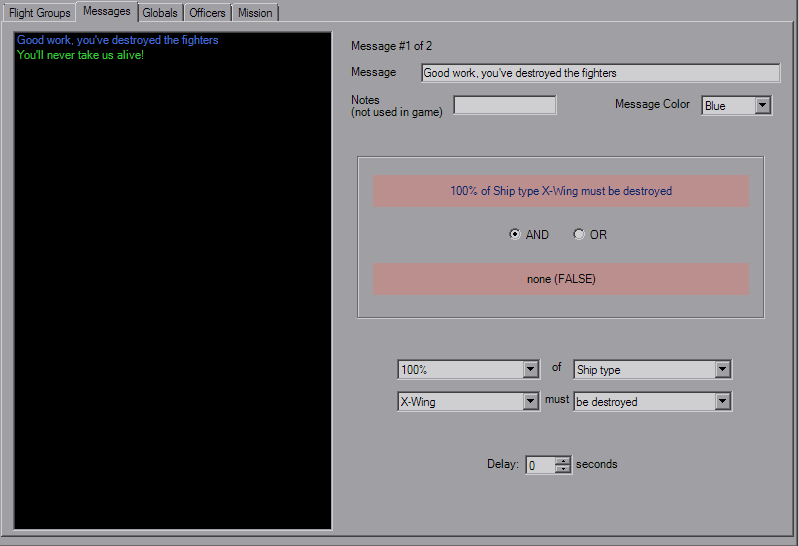 Flight Groups Messages Globals Officers Mission
Good work, you've destroyed the fighters
You'll never take us alive!
Message #1 of 2
Message Good work, you've destroyed the fighters
Notes
(not used in game)
Message Color Blue
100% of Ship type X-Wing must be destroyed
AND OR
none (FALSE)
100% of Ship type
X-Wing must be destroyed
Delay: 0 seconds